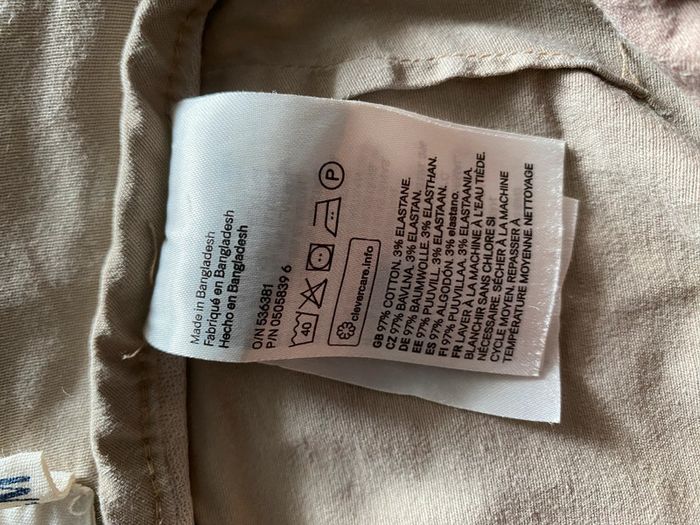 Made in Bangladesh
Fabriqué en Bangladesh
Hecho en Bangladesh
O/N 536381
P/N 0505839 6
40
P
clevercare.info
GB 97% COTTON. 3% ELASTANE.
CZ 97% BAVLNA. 3% ELASTAN.
DE 97% BAUMWOLLE. 3% ELASTHAN.
EE 97% PUUVILL. 3% ELASTAAN.
ES 97% ALGODÓN. 3% elastano.
FI 97% PUUVILLAA. 3% ELASTAANIA.
FR LAVER À LA MACHINE À L'EAU TIÈDE.
BLANCHIR SANS CHLORE SI
NÉCESSAIRE. SÉCHER À LA MACHINE
CYCLE MOYEN. REPASSER À
TEMPÉRATURE MOYENNE. NETTOYAGE